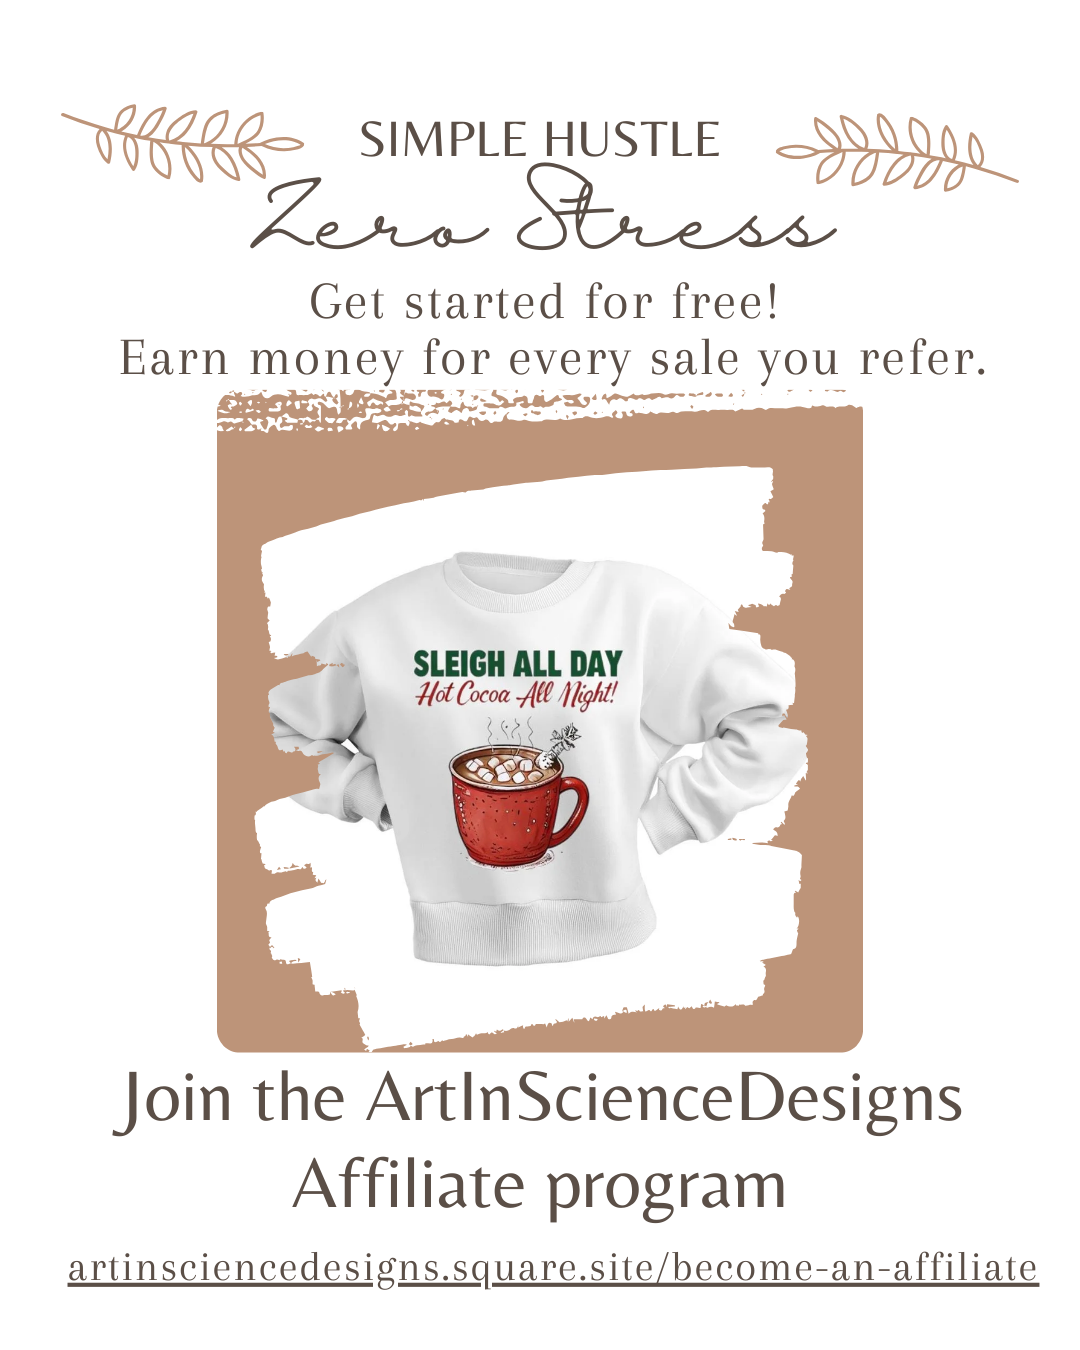 SIMPLE HUSTLE
Zero Stress
Get started for free!
Earn money for every sale you refer.
SLEIGH ALL DAY
Hot Cocoa All Night!
Join the ArtInScienceDesigns
Affiliate program
artinsciencedesigns.square.site/become-an-affiliate